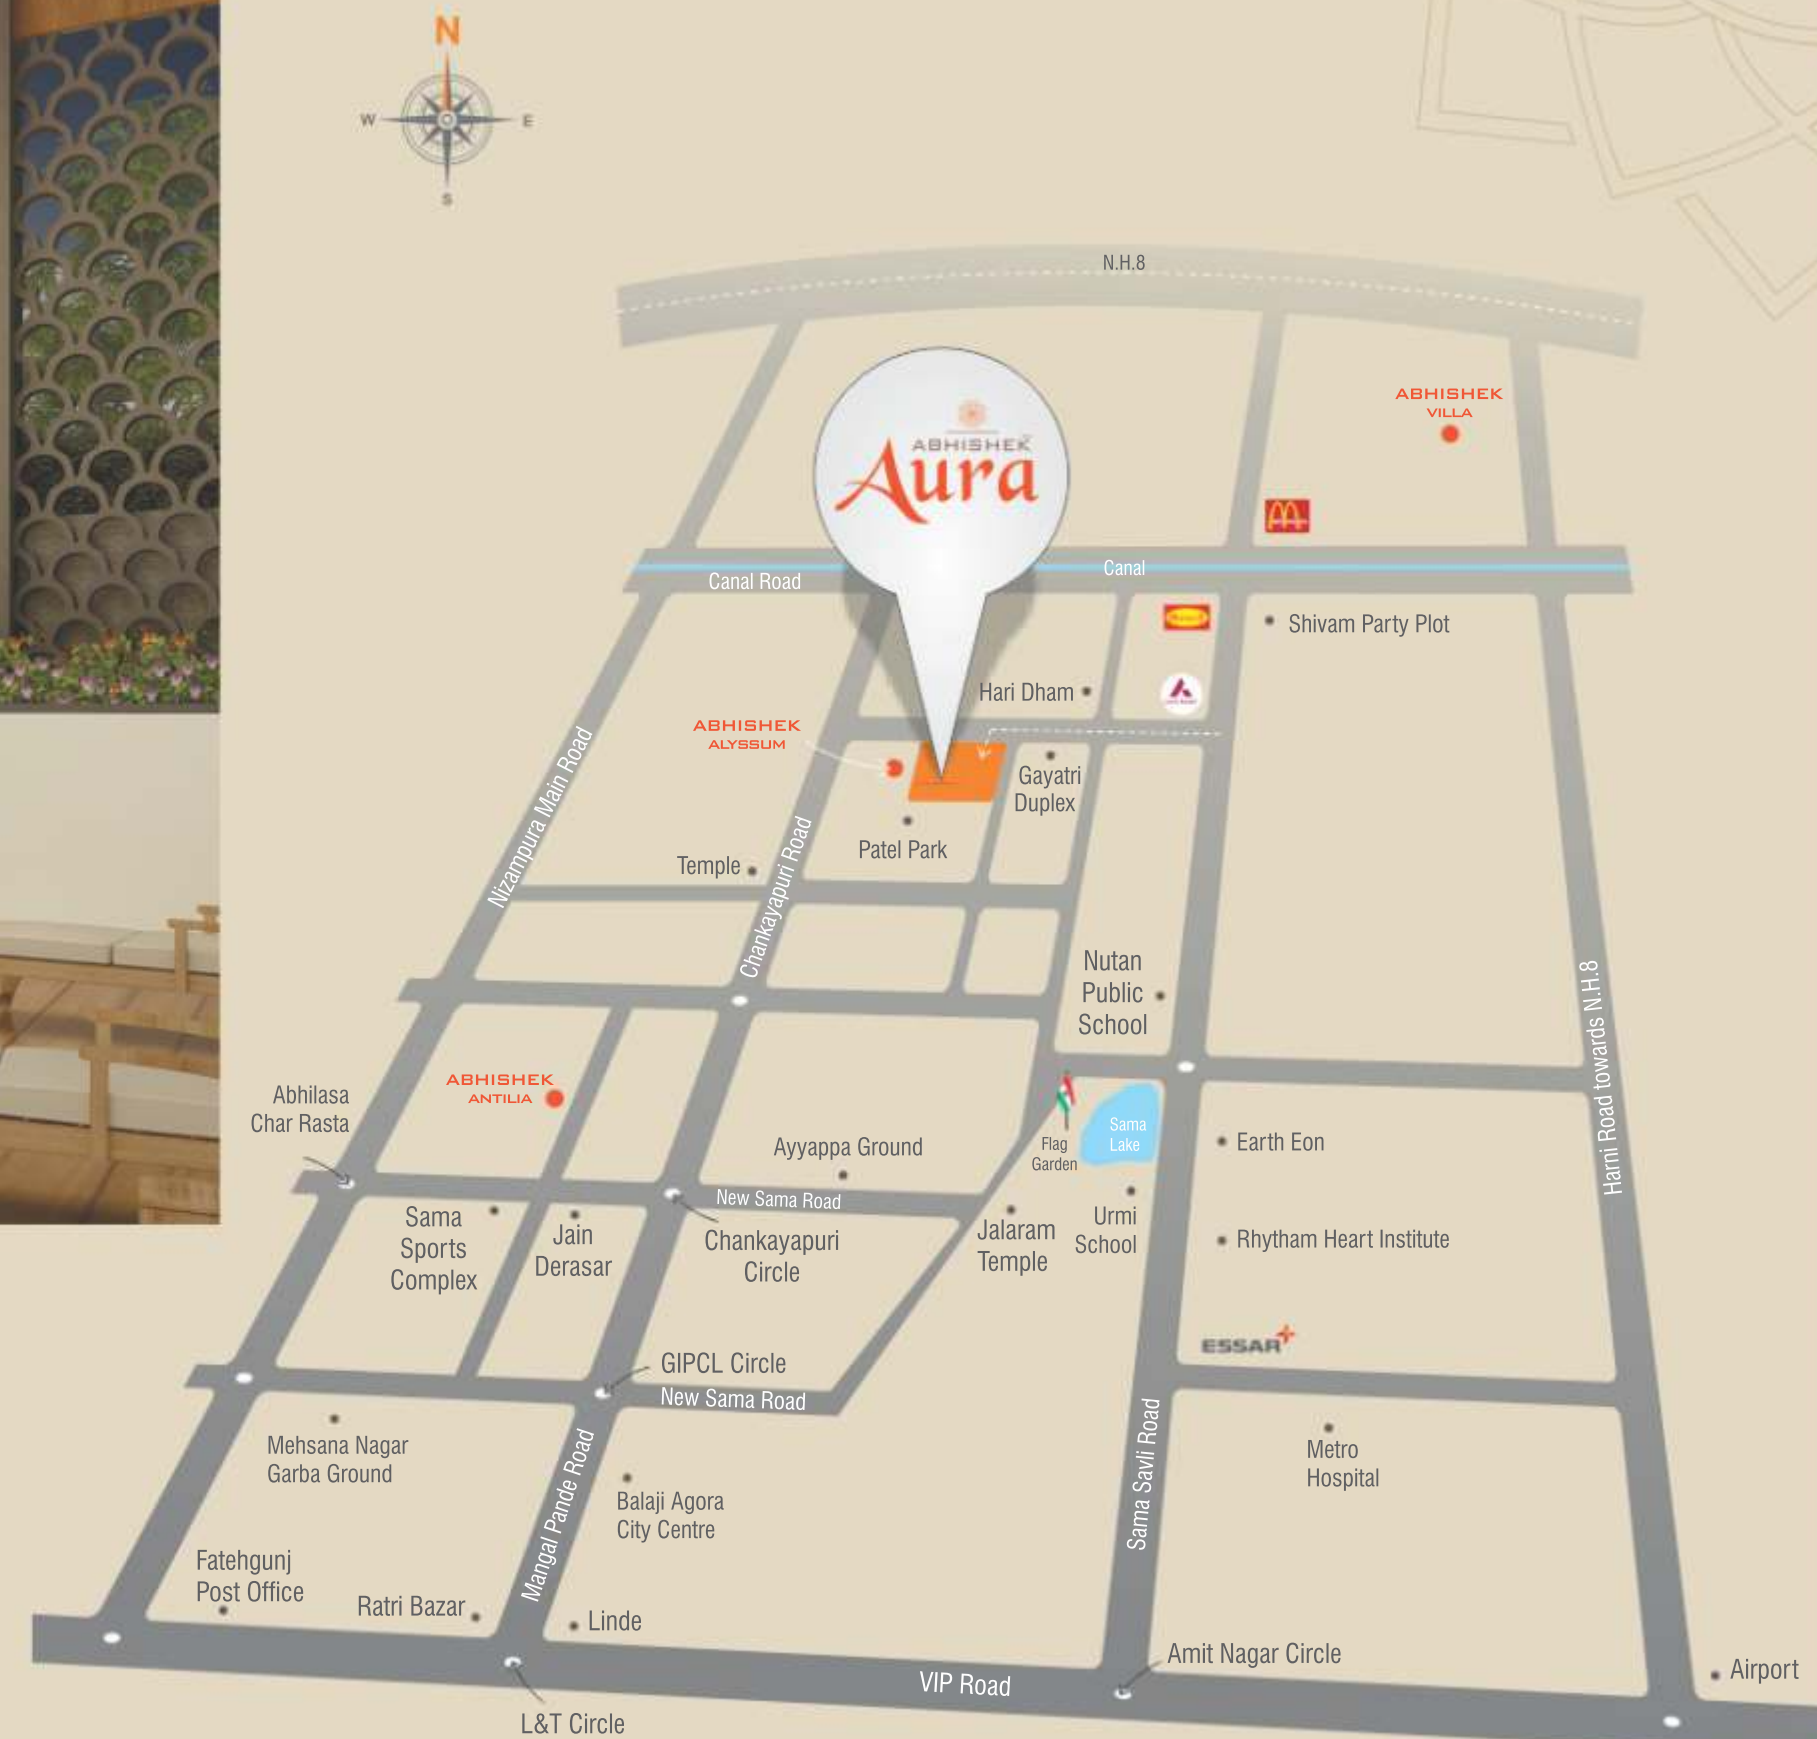 N
W
E
S
N.H.8
ABHISHEK
VILLA
ABHISHEK
Aura
Canal Road
Canal
Shivam Party Plot
Hari Dham
ABHISHEK
ALYSSUM
Gayatri
Duplex
Patel Park
Temple
Nizampura Main Road
Chankayapuri Road
Nutan
Public
School
Harni Road towards N.H.8
ABHISHEK
ANTILIA
Abhilasa
Char Rasta
Ayyappa Ground
Flag
Garden
Sama
Lake
Earth Eon
New Sama Road
Sama
Sports
Complex
Jain
Derasar
Chankayapuri
Circle
Jalaram
Temple
Urmi
School
Rhytham Heart Institute
ESSAR
GIPCL Circle
New Sama Road
Mehsana Nagar
Garba Ground
Mangal Pande Road
Balaji Agora
City Centre
Sama Savli Road
Metro
Hospital
Fatehgunj
Post Office
Ratri Bazar
Linde
Amit Nagar Circle
Airport
VIP Road
L&T Circle